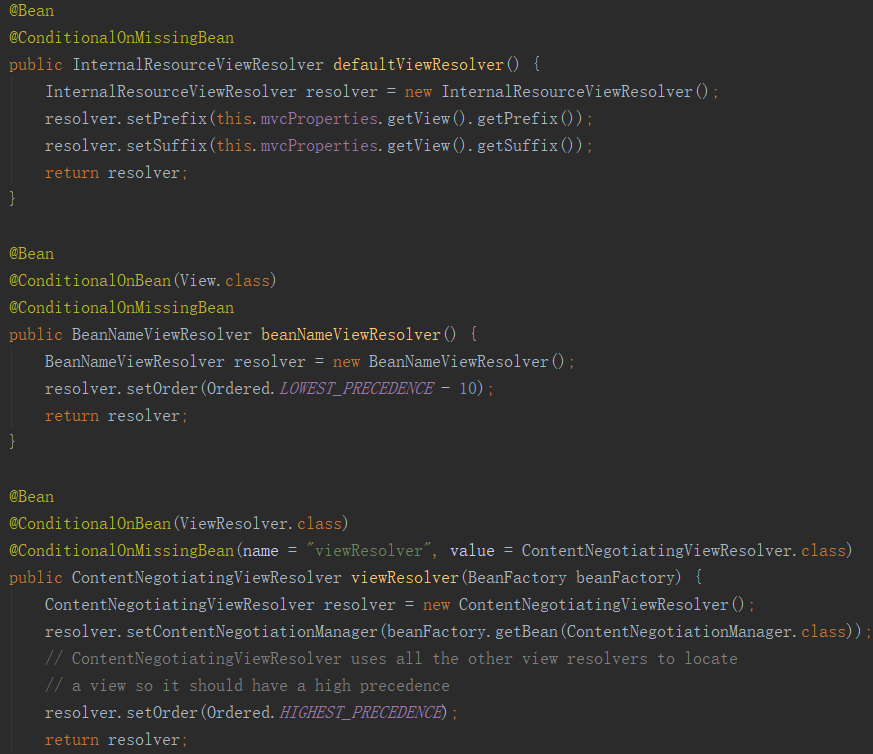 @Bean
@ConditionalOnMissingBean
public InternalResourceViewResolver defaultViewResolver() {
    InternalResourceViewResolver resolver = new InternalResourceViewResolver();
    resolver.setPrefix(this.mvcProperties.getView().getPrefix());
    resolver.setSuffix(this.mvcProperties.getView().getSuffix());
    return resolver;
}

@Bean
@ConditionalOnBean(View.class)
@ConditionalOnMissingBean
public BeanNameViewResolver beanNameViewResolver() {
    BeanNameViewResolver resolver = new BeanNameViewResolver();
    resolver.setOrder(Ordered.LOWEST_PRECEDENCE - 10);
    return resolver;
}

@Bean
@ConditionalOnBean(ViewResolver.class)
@ConditionalOnMissingBean(name = "viewResolver", value = ContentNegotiatingViewResolver.class)
public ContentNegotiatingViewResolver viewResolver(BeanFactory beanFactory) {
    ContentNegotiatingViewResolver resolver = new ContentNegotiatingViewResolver();
    resolver.setContentNegotiationManager(beanFactory.getBean(ContentNegotiationManager.class));
    // ContentNegotiatingViewResolver uses all the other view resolvers to locate
    // a view so it should have a high precedence
    resolver.setOrder(Ordered.HIGHEST_PRECEDENCE);
    return resolver;